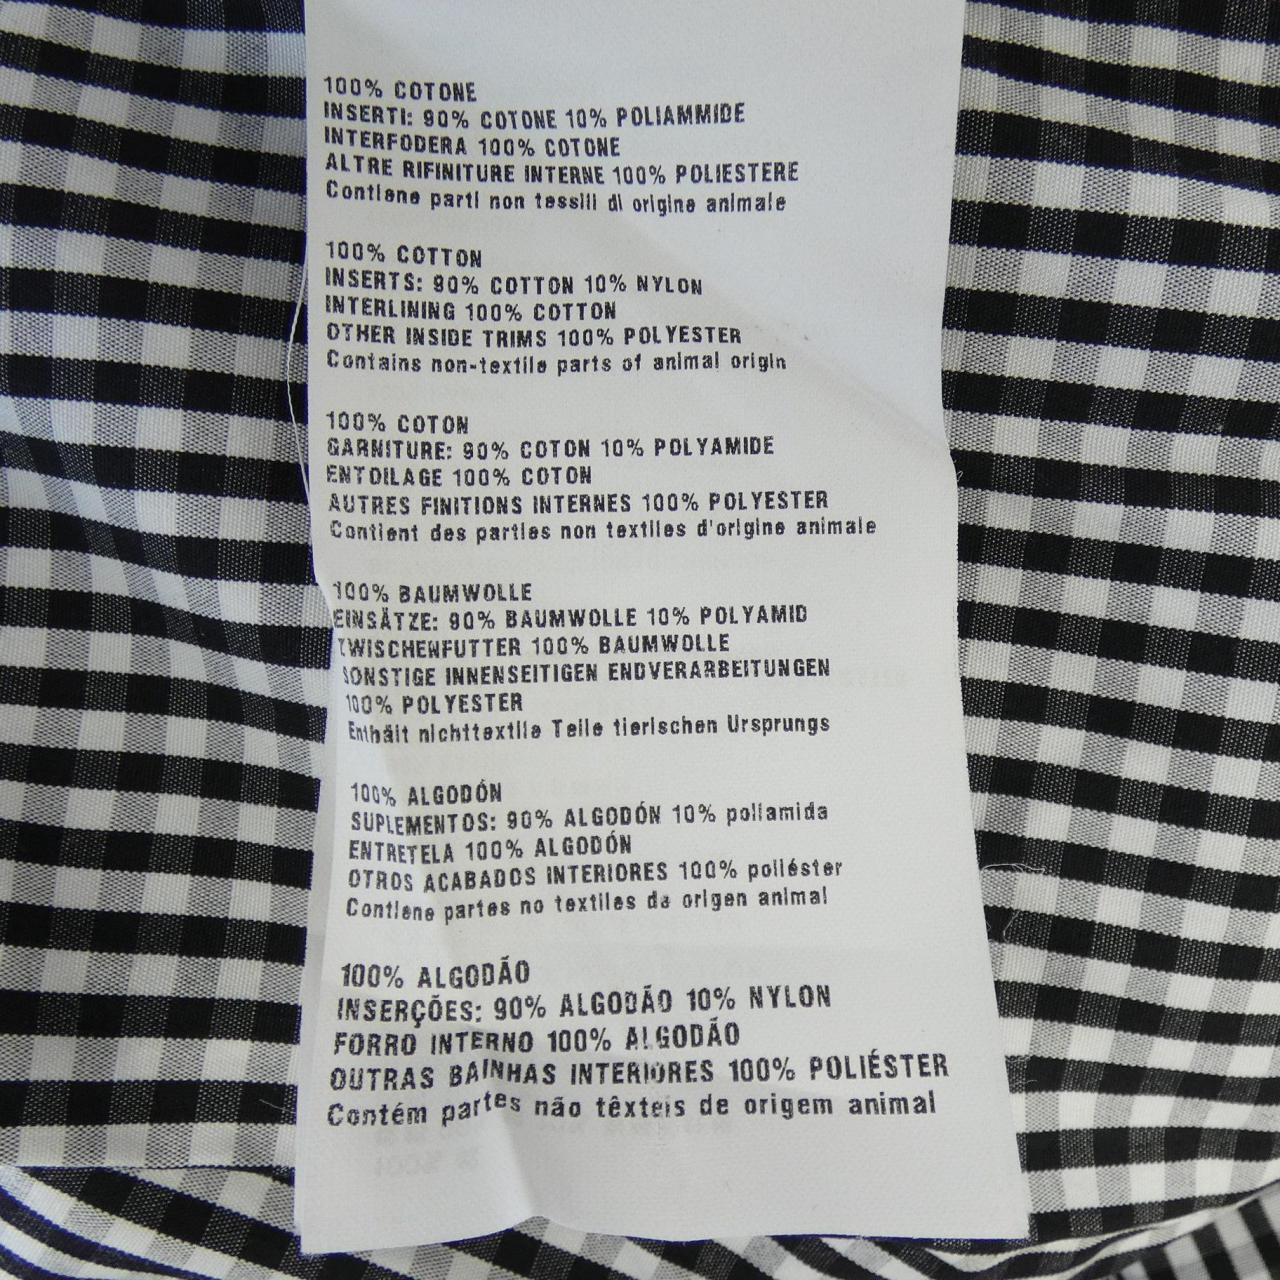 100% COTONE
INSERTI: 90% COTONE 10% POLIAMMIDE
INTERFODERA 100% COTONE
ALTRE RIFINITURE INTERNE 100% POLIESTERE
Contiene parti non tessili di origine animale
100% COTTON
INSERTS: 90% COTTON 10% NYLON
INTERLINING 100% COTTON
OTHER INSIDE TRIMS 100% POLYESTER
Contains non-textile parts of animal origin
100% COTON
GARNITURE: 90% COTON 10% POLYAMIDE
ENTOILAGE 100% COTON
AUTRES FINITIONS INTERNES 100% POLYESTER
Contient des parties non textiles d'origine animale
100% BAUMWOLLE
EINSÄTZE: 90% BAUMWOLLE 10% POLYAMID
ZWISCHENFUTTER 100% BAUMWOLLE
SONSTIGE INNENSEITIGEN ENDVERARBEITUNGEN
100% POLYESTER
Enthält nichttextile Teile tierischen Ursprungs
100% ALGODÓN
SUPLEMENTOS: 90% ALGODÓN 10% poliamida
ENTRETELA 100% ALGODÓN
OTROS ACABADOS INTERIORES 100% poliéster
Contiene partes no textiles de origen animal
100% ALGODÃO
INSERÇÕES: 90% ALGODÃO 10% NYLON
FORRO INTERNO 100% ALGODÃO
OUTRAS BAINHAS INTERIORES 100% POLIÉSTER
Contém partes não têxteis de origem animal